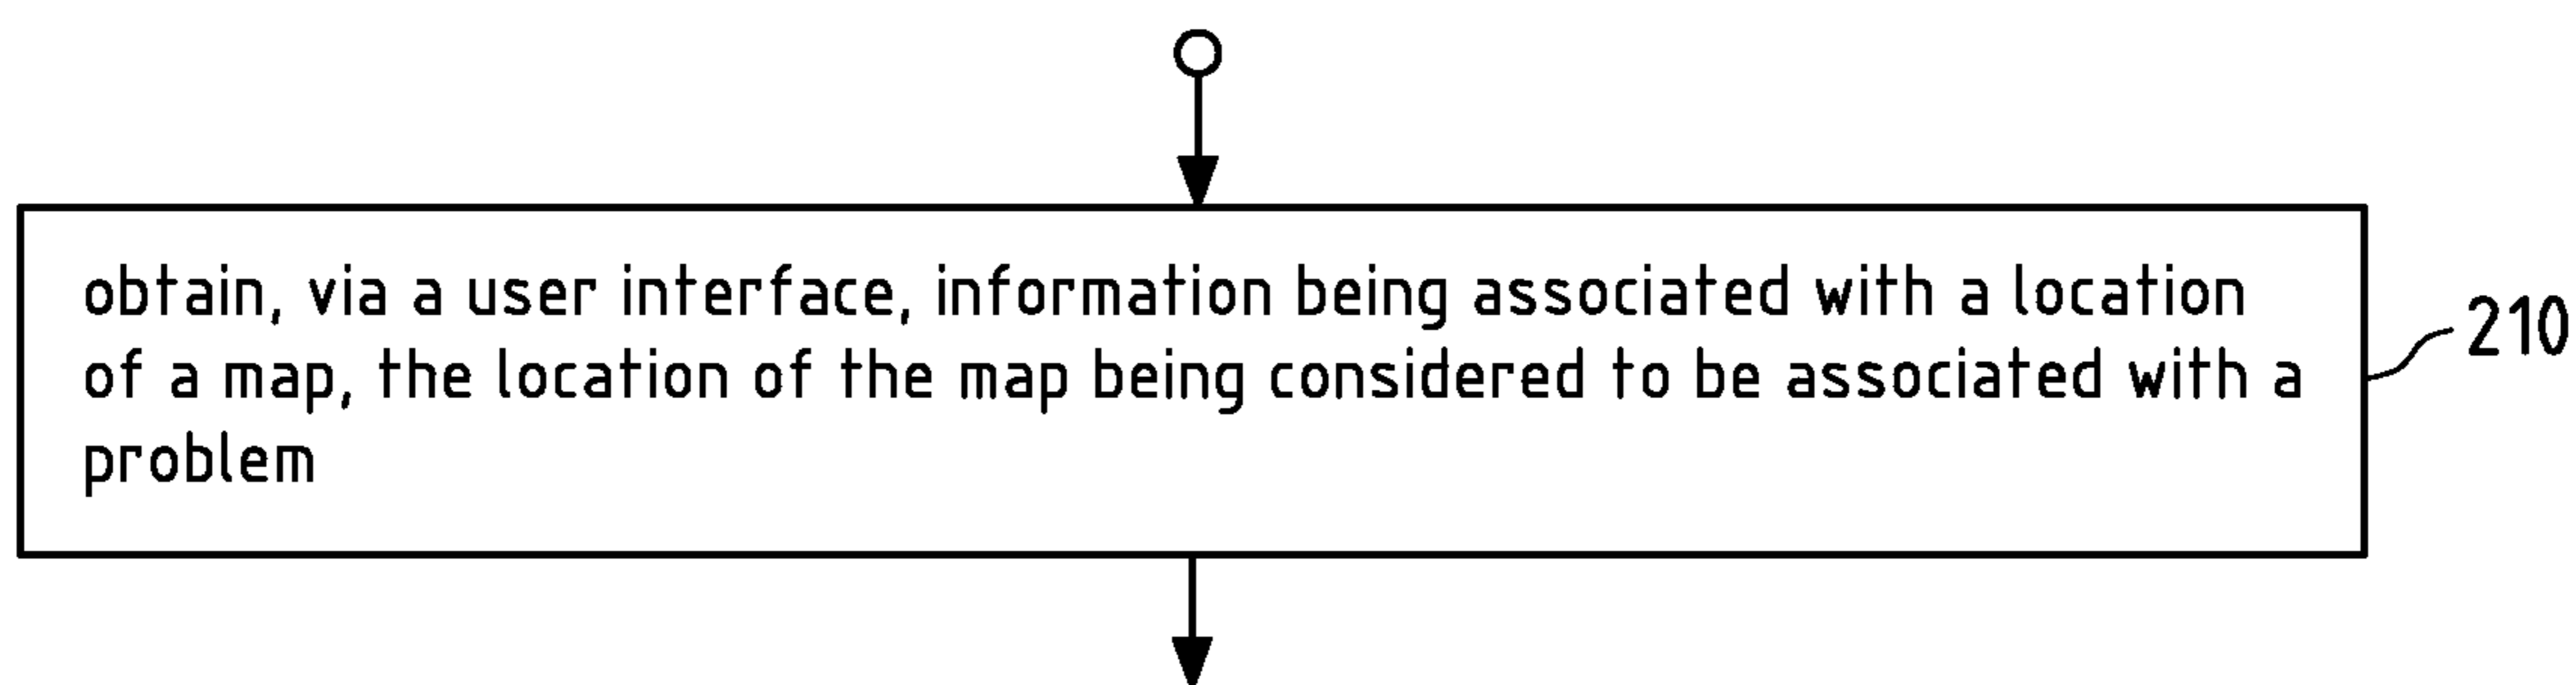 obtain, via a user interface, information being associated with a location
of a map, the location of the map being considered to be associated with a
problem
210